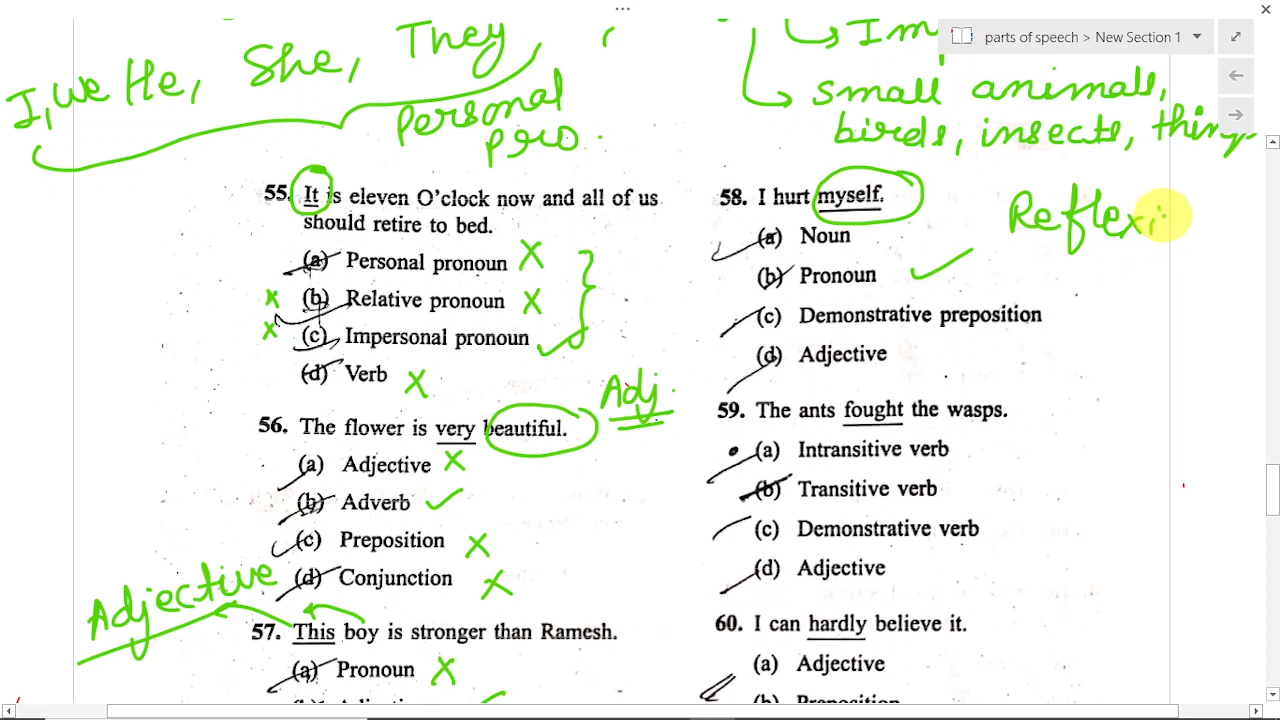 parts of speech > New Section 1
I, we He, She, They,
Personal
pro.
small animals,
birds, insects, things
55. It is eleven O'clock now and all of us
should retire to bed.
(a) Personal pronoun X
X (b) Relative pronoun X
X (c) Impersonal pronoun
(d) Verb X
Adj.
56. The flower is very beautiful.
(a) Adjective X
(b) Adverb
(c) Preposition X
(d) Conjunction X
Adjective
57. This boy is stronger than Ramesh.
(a) Pronoun X
58. I hurt myself.
Reflexi
(a) Noun
(b) Pronoun
(c) Demonstrative preposition
(d) Adjective
59. The ants fought the wasps.
(a) Intransitive verb
(b) Transitive verb
(c) Demonstrative verb
(d) Adjective
60. I can hardly believe it.
(a) Adjective